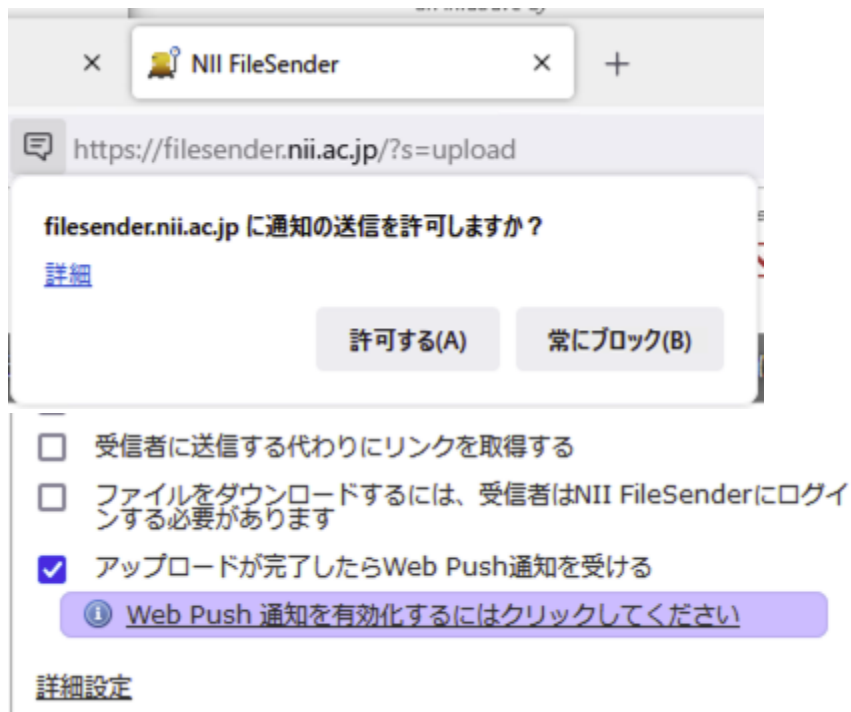 NII FileSender
https://filesender.nii.ac.jp/?s=upload
filesender.nii.ac.jp に通知の送信を許可しますか？
詳細
許可する(A)
常にブロック(B)
受信者に送信する代わりにリンクを取得する
ファイルをダウンロードするには、受信者はNII FileSenderにログイ
ンする必要があります
アップロードが完了したらWeb Push通知を受ける
Web Push 通知を有効化するにはクリックしてください
詳細設定